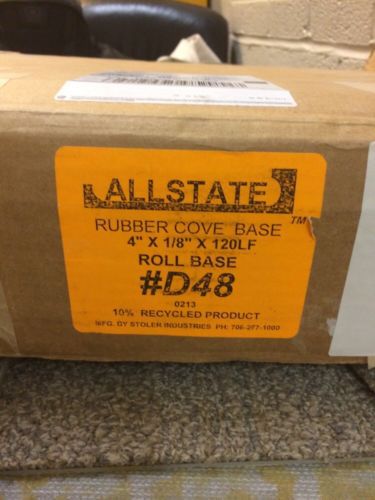 ALLSTATE
TM
RUBBER COVE BASE
4" X 1/8" X 120LF
ROLL BASE
#D48
0213
10% RECYCLED PRODUCT
MFG. BY STOLER INDUSTRIES PH: 706-277-1000